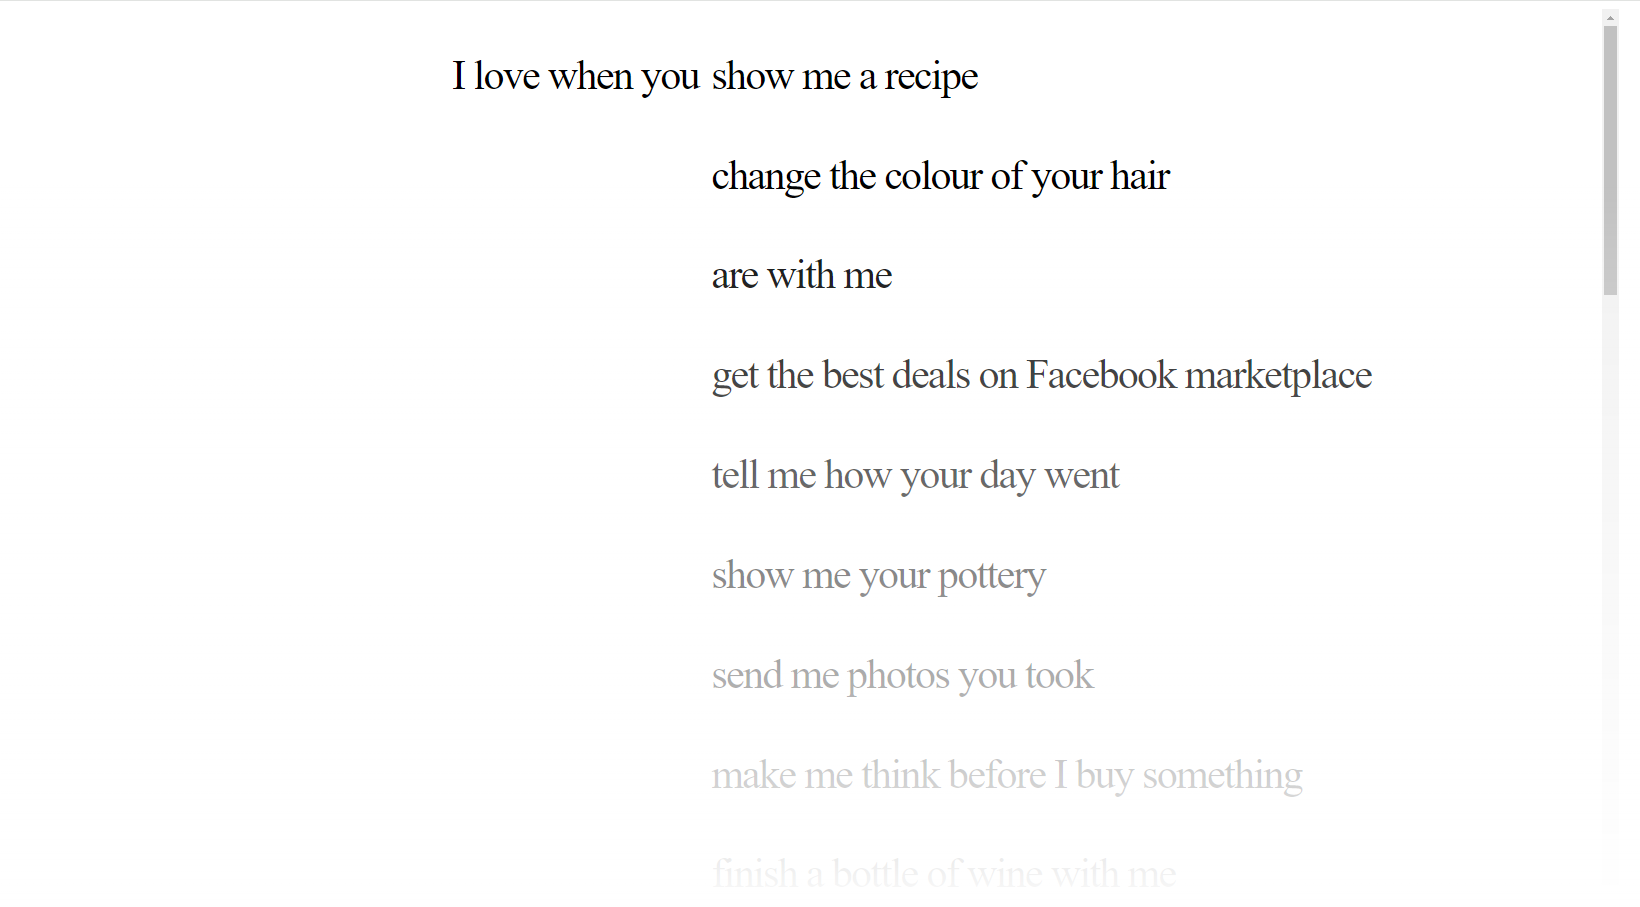 I love when you show me a recipe
change the colour of your hair
are with me
get the best deals on Facebook marketplace
tell me how your day went
show me your pottery
send me photos you took
make me think before I buy something
finish a bottle of wine with me